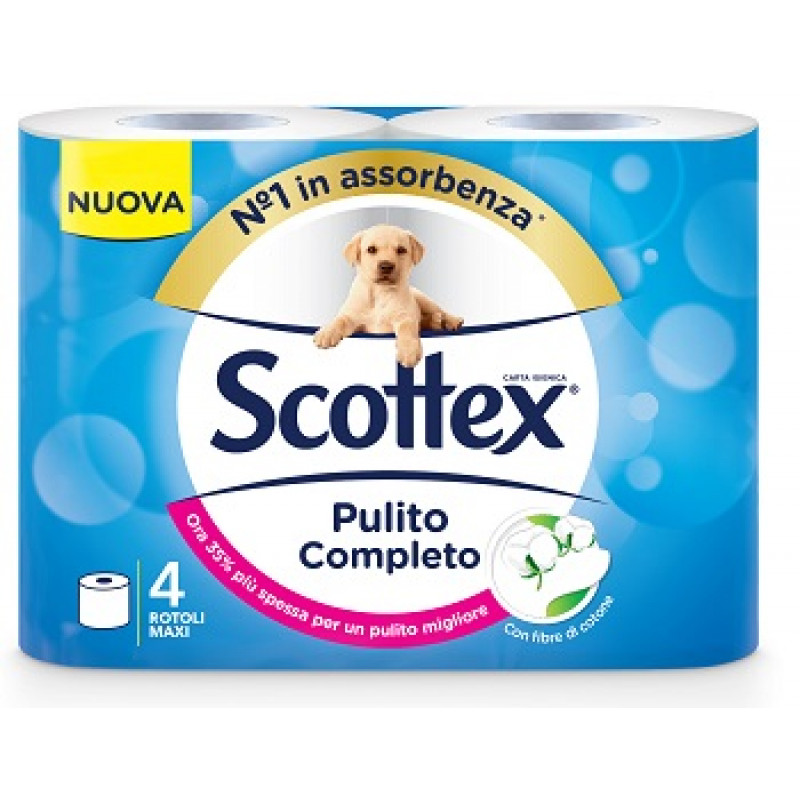 NUOVA
Nº1 in assorbenza*
CARTA IGIENICA
Scottex®
Pulito
Completo
Ora 35% più spessa per un pulito migliore
Con fibre di cotone
4
ROTOLI
MAXI